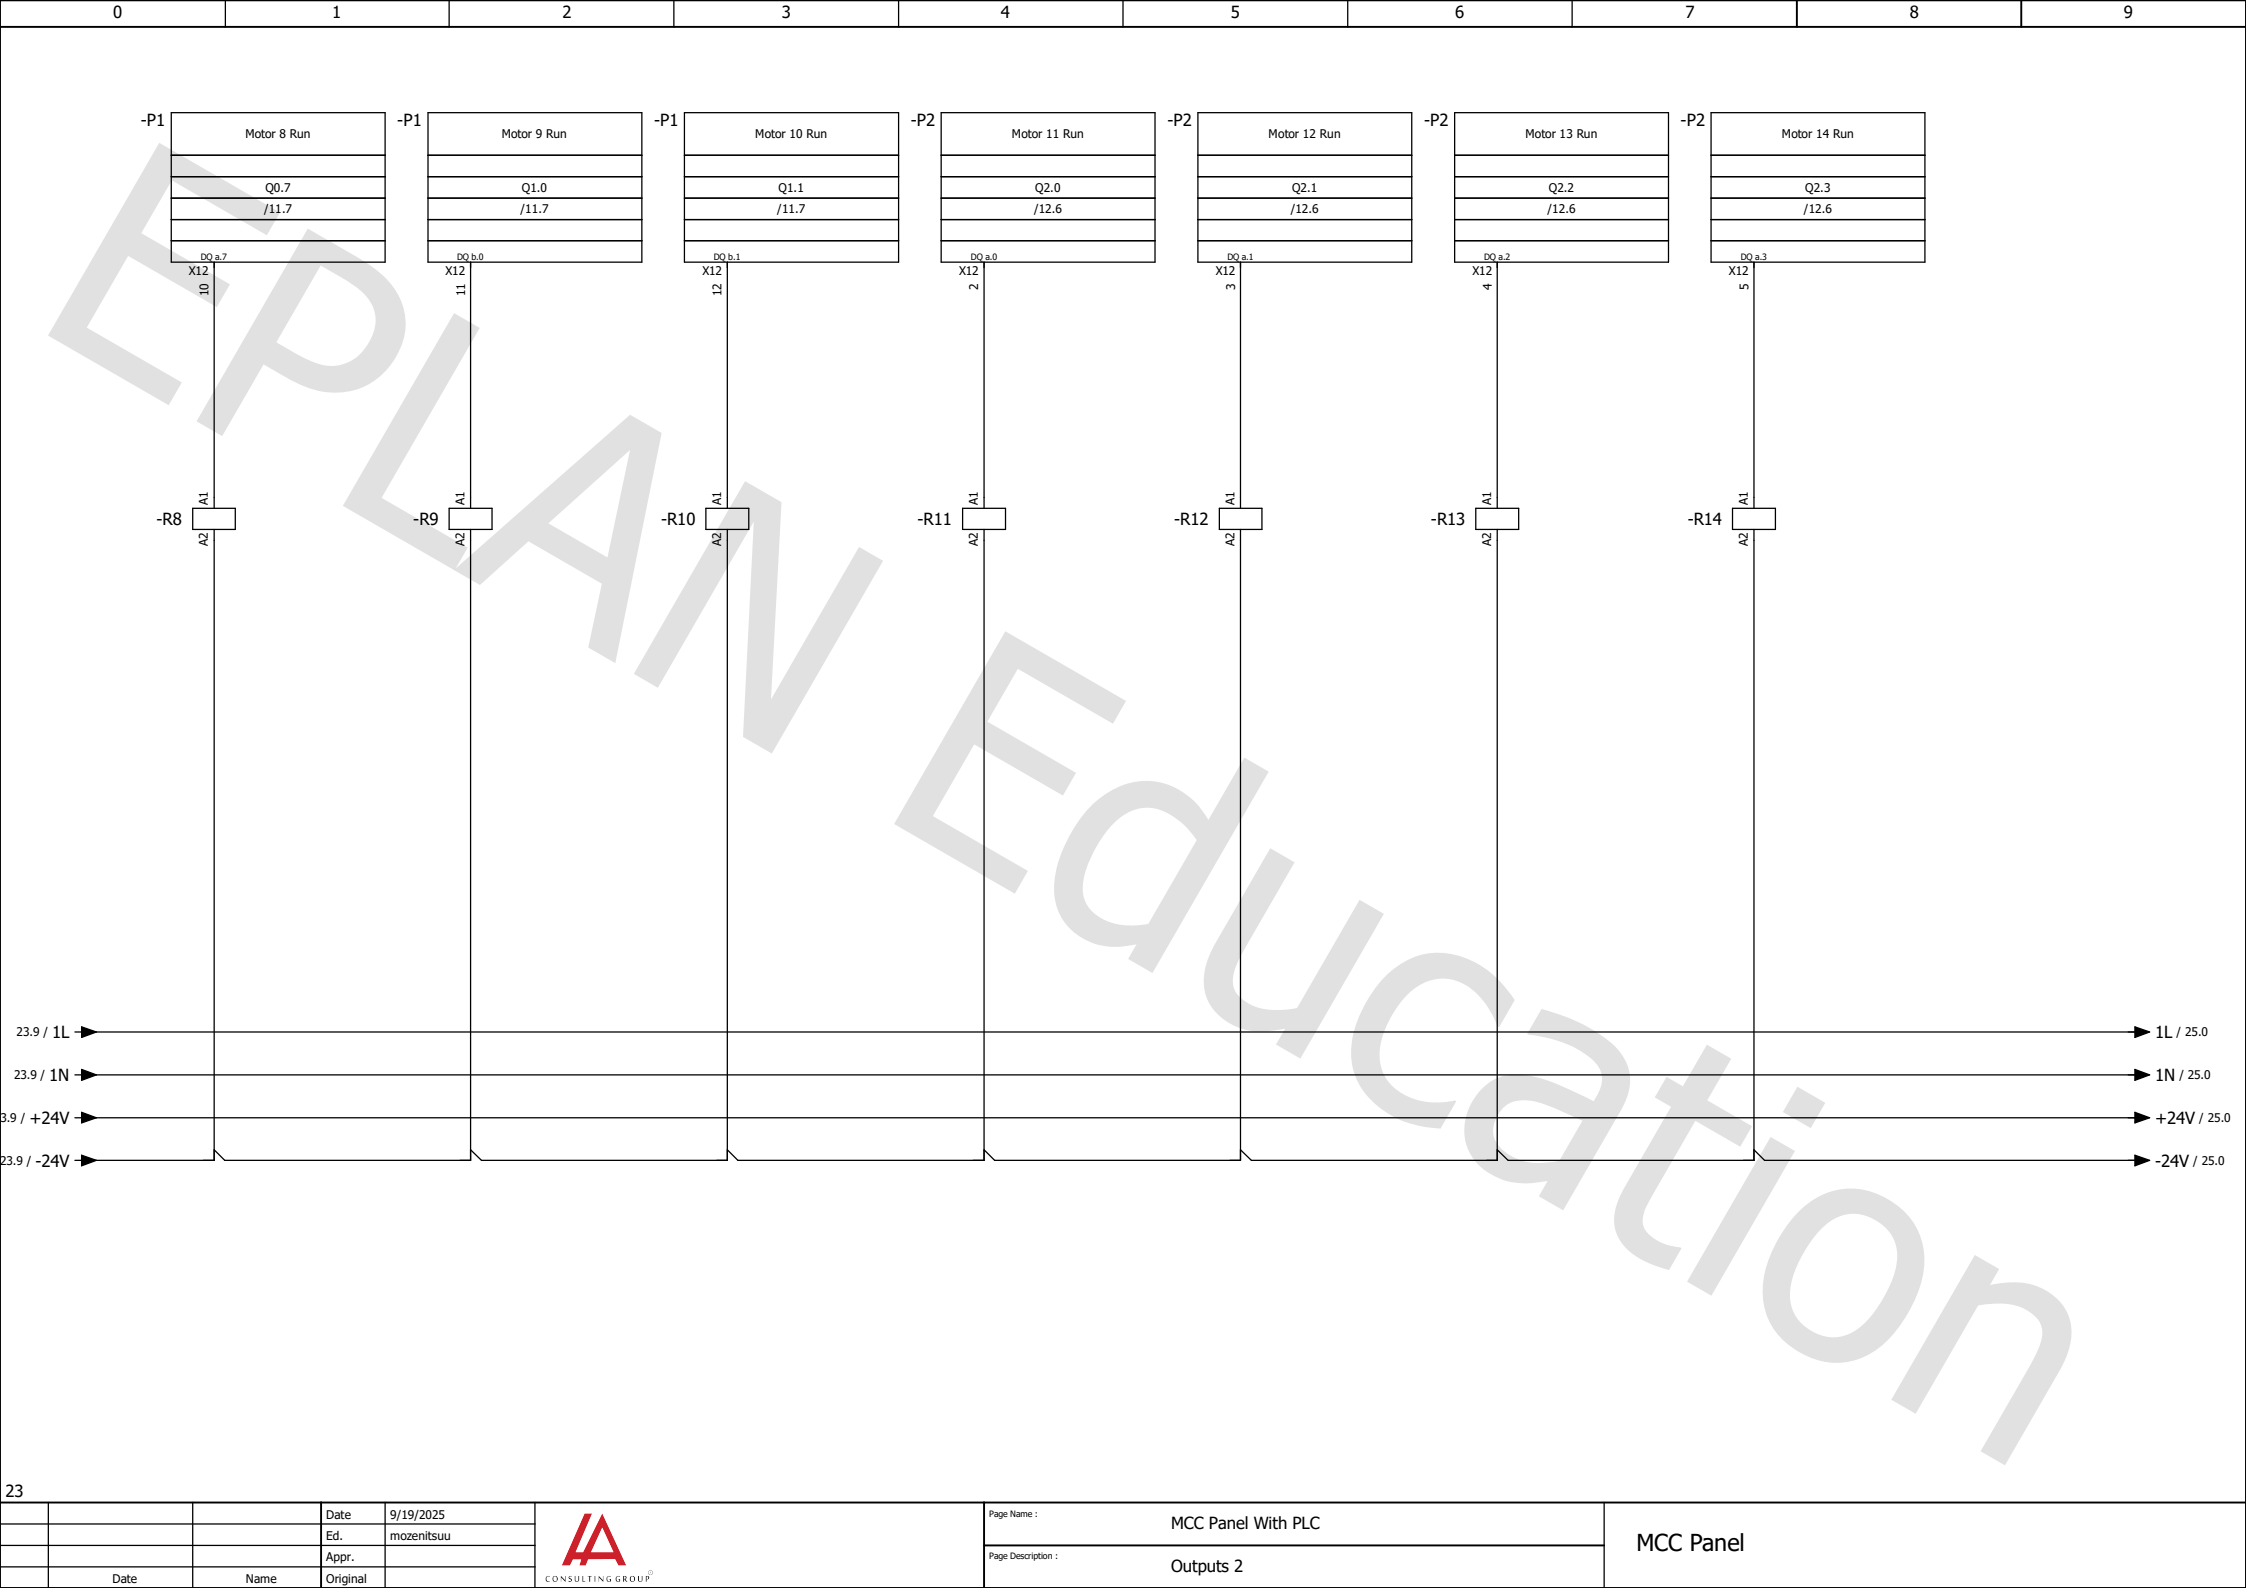 0 1 2 3 4 5 6 7 8 9
-P1 Motor 8 Run -P1 Motor 9 Run -P1 Motor 10 Run -P2 Motor 11 Run -P2 Motor 12 Run -P2 Motor 13 Run -P2 Motor 14 Run
Q0.7 Q1.0 Q1.1 Q2.0 Q2.1 Q2.2 Q2.3
/11.7 /11.7 /11.7 /12.6 /12.6 /12.6 /12.6
DQ a.7 DQ b.0 DQ b.1 DQ a.0 DQ a.1 DQ a.2 DQ a.3
X12 X12 X12 X12 X12 X12 X12
10 11 12 2 3 4 5
A1 A1 A1 A1 A1 A1 A1
-R8 -R9 -R10 -R11 -R12 -R13 -R14
A2 A2 A2 A2 A2 A2 A2
EPLAN Education
23.9 / 1L 1L / 25.0
23.9 / 1N 1N / 25.0
3.9 / +24V +24V / 25.0
23.9 / -24V -24V / 25.0
23
Date 9/19/2025
Ed. mozenitsuu
Appr.
Date Name Original
CONSULTING GROUP
Page Name : MCC Panel With PLC
Page Description : Outputs 2
MCC Panel